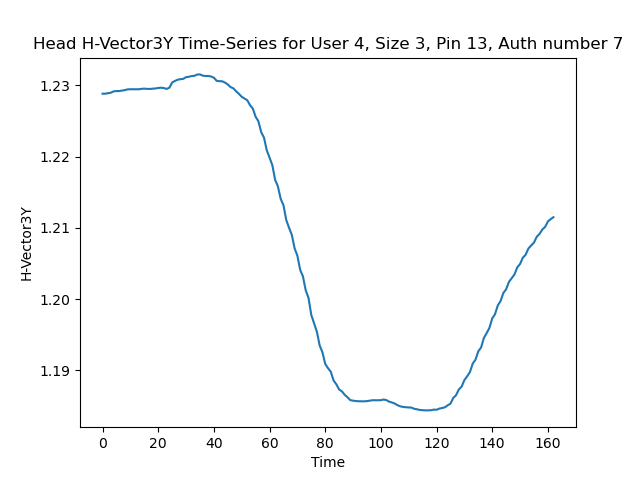 Head H-Vector3Y Time-Series for User 4, Size 3, Pin 13, Auth number 7
1.23
1.22
1.21
1.20
1.19
H-Vector3Y
0 20 40 60 80 100 120 140 160
Time